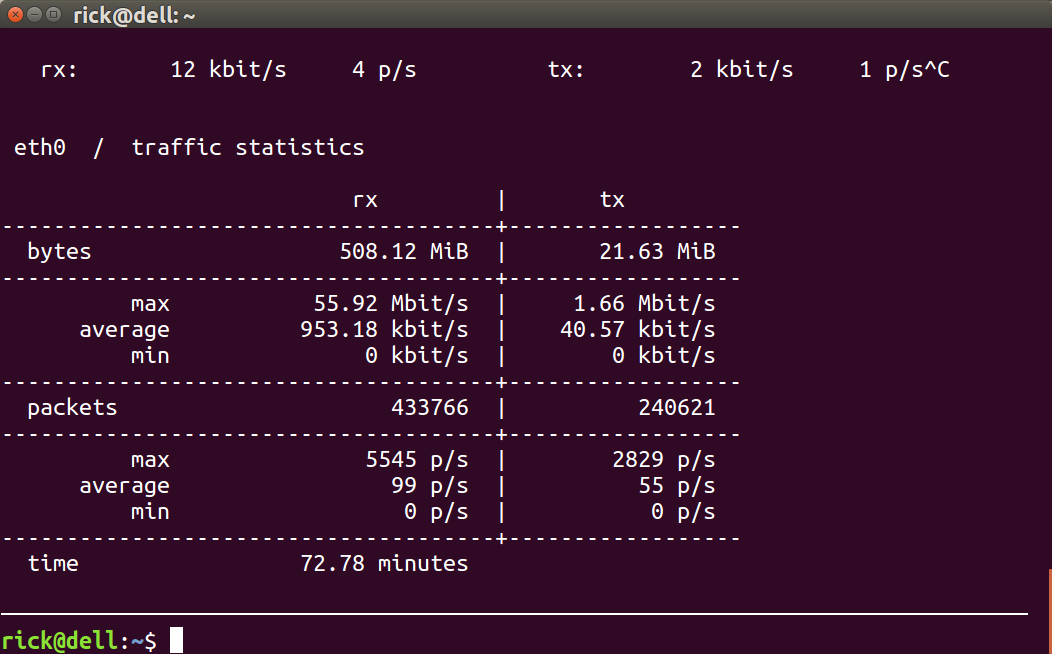 rick@dell: ~
rx: 12 kbit/s 4 p/s tx: 2 kbit/s 1 p/s^C
eth0 / traffic statistics
rx | tx
--------------------------------------+------------------
bytes 508.12 MiB | 21.63 MiB
--------------------------------------+------------------
max 55.92 Mbit/s | 1.66 Mbit/s
average 953.18 kbit/s | 40.57 kbit/s
min 0 kbit/s | 0 kbit/s
--------------------------------------+------------------
packets 433766 | 240621
--------------------------------------+------------------
max 5545 p/s | 2829 p/s
average 99 p/s | 55 p/s
min 0 p/s | 0 p/s
--------------------------------------+------------------
time 72.78 minutes
rick@dell:~$